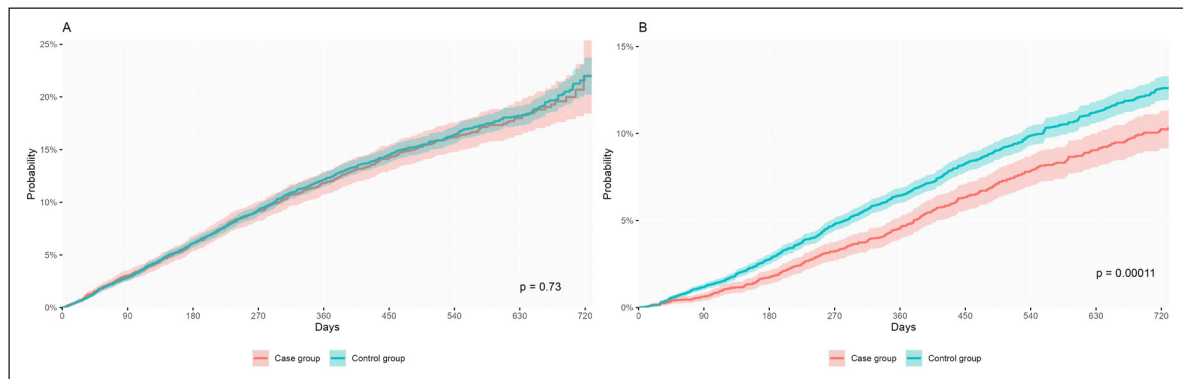 A
25%
20%
15%
10%
5%
0%
Probability
0 90 180 270 360 450 540 630 720
Days
p = 0.73
Case group Control group
B
15%
10%
5%
0%
Probability
0 90 180 270 360 450 540 630 720
Days
p = 0.00011
Case group Control group